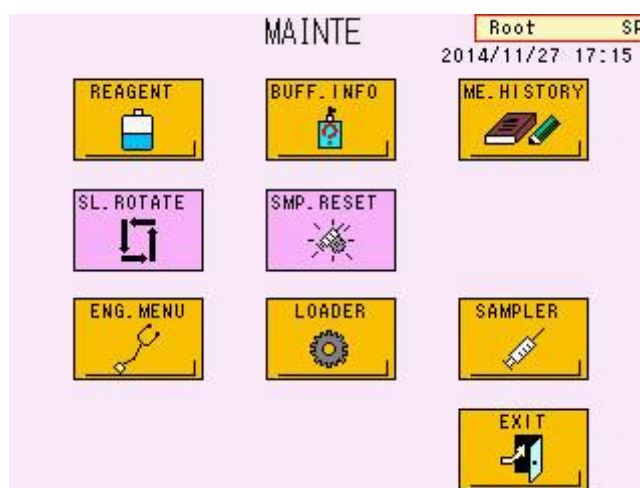 MAINTE
Root SP
2014/11/27 17:15
REAGENT BUFF.INFO ME.HISTORY
SL.ROTATE SMP.RESET
ENG.MENU LOADER SAMPLER
EXIT